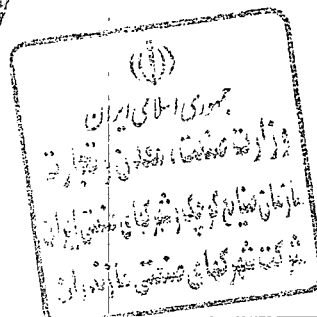 جمهوری اسلامی ایران
وزارت صنعت، معدن و تجارت
سازمان صنایع کوچک و شهرکهای صنعتی ایران
شرکت شهرکهای صنعتی مازندران